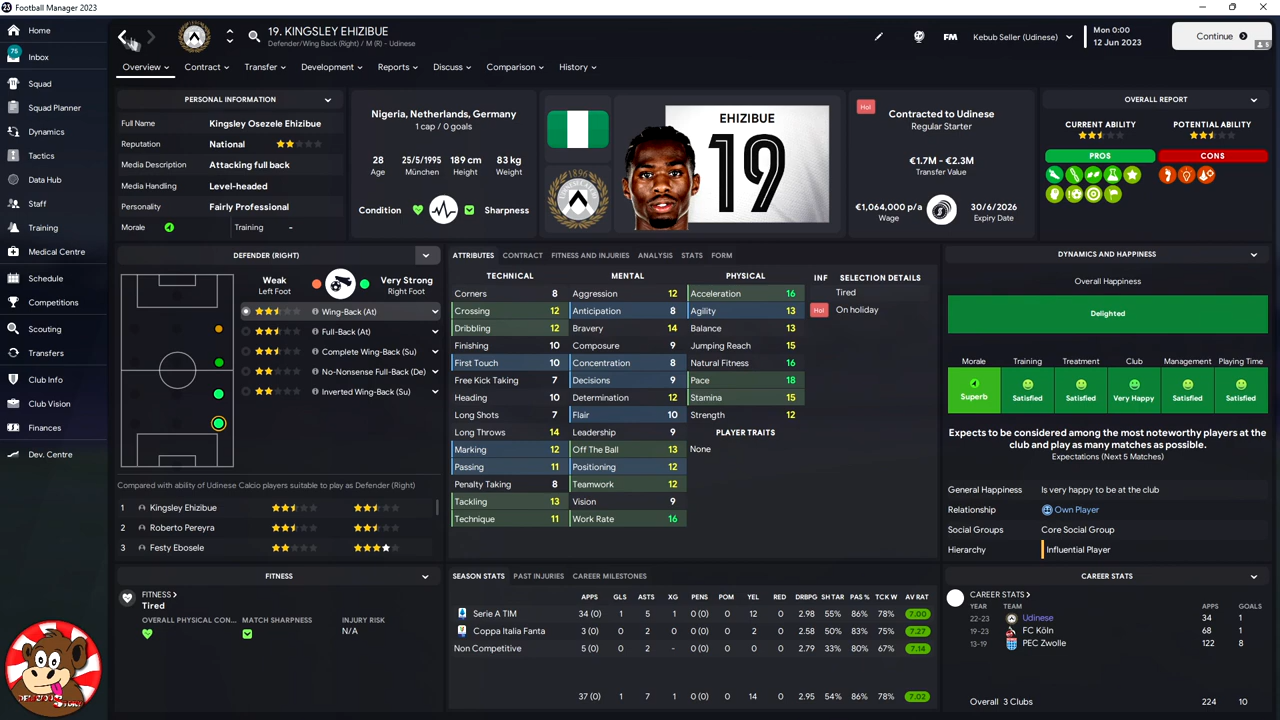 Football Manager 2023
Home
75
Inbox
Squad
Squad Planner
Dynamics
Tactics
Data Hub
Staff
Training
Medical Centre
Schedule
Competitions
Scouting
Transfers
Club Info
Club Vision
Finances
Dev. Centre
19. KINGSLEY EHIZIBUE
Defender/Wing Back (Right) / M (R) - Udinese
FM
Kebub Seller (Udinese)
Mon 0:00
12 Jun 2023
Continue
5
Overview
Contract
Transfer
Development
Reports
Discuss
Comparison
History
PERSONAL INFORMATION
Full Name Kingsley Osezele Ehizibue
Reputation National
Media Description Attacking full back
Media Handling Level-headed
Personality Fairly Professional
Morale Training -
Nigeria, Netherlands, Germany
1 cap / 0 goals
28 25/5/1995 189 cm 83 kg
Age München Height Weight
Condition Sharpness
EHIZIBUE
19
Hol
Contracted to Udinese
Regular Starter
€1.7M - €2.3M
Transfer Value
€1,064,000 p/a 30/6/2026
Wage Expiry Date
OVERALL REPORT
CURRENT ABILITY POTENTIAL ABILITY
PROS CONS
DEFENDER (RIGHT)
Weak Very Strong
Left Foot Right Foot
Wing-Back (At)
Full-Back (At)
Complete Wing-Back (Su)
No-Nonsense Full-Back (De)
Inverted Wing-Back (Su)
Compared with ability of Udinese Calcio players suitable to play as Defender (Right)
1 Kingsley Ehizibue
2 Roberto Pereyra
3 Festy Ebosele
FITNESS
FITNESS
Tired
OVERALL PHYSICAL CON... MATCH SHARPNESS INJURY RISK
N/A
ATTRIBUTES CONTRACT FITNESS AND INJURIES ANALYSIS STATS FORM
TECHNICAL
Corners 8
Crossing 12
Dribbling 12
Finishing 10
First Touch 10
Free Kick Taking 7
Heading 10
Long Shots 7
Long Throws 14
Marking 12
Passing 11
Penalty Taking 8
Tackling 13
Technique 11
MENTAL
Aggression 12
Anticipation 8
Bravery 14
Composure 9
Concentration 8
Decisions 9
Determination 12
Flair 10
Leadership 9
Off The Ball 13
Positioning 12
Teamwork 12
Vision 9
Work Rate 16
PHYSICAL
Acceleration 16
Agility 13
Balance 13
Jumping Reach 15
Natural Fitness 16
Pace 18
Stamina 15
Strength 12
PLAYER TRAITS
None
INF SELECTION DETAILS
Tired
Hol On holiday
SEASON STATS PAST INJURIES CAREER MILESTONES
APPS GLS ASTS XG PENS POM YEL RED DRBPG SH TAR PAS % TCK W AV RAT
Serie A TIM 34 (0) 1 5 1 0 (0) 0 12 0 2.98 55% 86% 78% 7.00
Coppa Italia Fanta 3 (0) 0 0 0 0 (0) 0 2 0 2.58 50% 83% 75% 7.27
Non Competitive 5 (0) 0 2 - 0 (0) 0 0 0 2.79 33% 80% 67% 7.14
37 (0) 1 7 1 0 (0) 0 14 0 2.95 54% 86% 78% 7.02
DYNAMICS AND HAPPINESS
Overall Happiness
Delighted
Morale Training Treatment Club Management Playing Time
Superb Satisfied Satisfied Very Happy Satisfied Satisfied
Expects to be considered among the most noteworthy players at the
club and play as many matches as possible.
Expectations (Next 5 Matches)
General Happiness Is very happy to be at the club
Relationship Own Player
Social Groups Core Social Group
Hierarchy Influential Player
CAREER STATS
CAREER STATS
YEAR TEAM APPS GOALS
22-23 Udinese 34 1
19-23 FC Köln 68 1
13-19 PEC Zwolle 122 8
Overall 3 Clubs 224 10